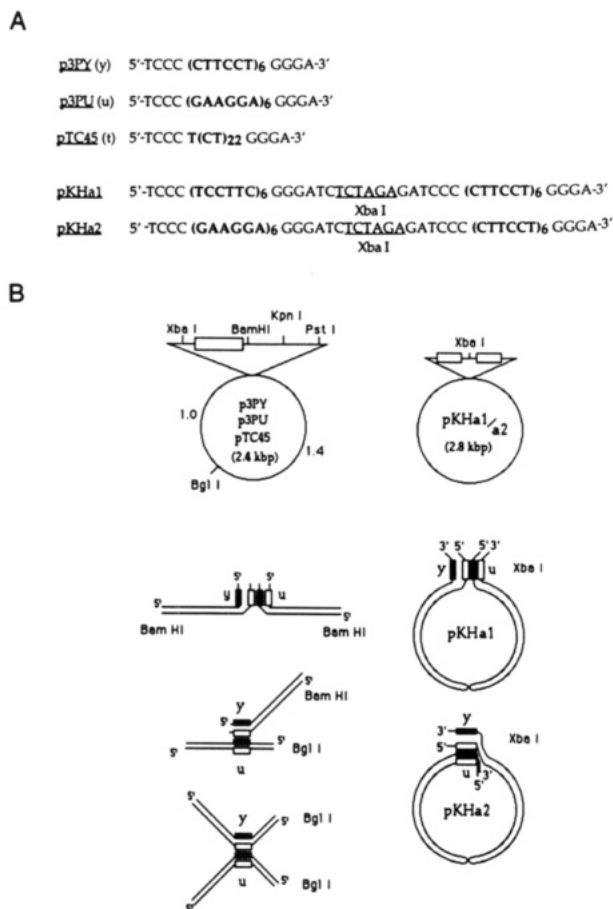 A
p3PY (y) 5'-TCCC (CTTCCT)6 GGGA-3'
p3PU (u) 5'-TCCC (GAAGGA)6 GGGA-3'
pTC45 (t) 5'-TCCC T(CT)22 GGGA-3'
pKHa1 5'-TCCC (TCCTTC)6 GGGATCTCTAGAGATCCC (CTTCCT)6 GGGA-3'
Xba I
pKHa2 5'-TCCC (GAAGGA)6 GGGATCTCTAGAGATCCC (CTTCCT)6 GGGA-3'
Xba I
B
Xba I BamHI Kpn I Pst I
Xba I
1.0
p3PY
p3PU
pTC45
(2.4 kbp)
1.4
Bgl I
pKHa1/a2
(2.8 kbp)
5' y 5' 5' u 5'
Bam HI Bam HI
3' 5' 5' 3'
y u Xba I
pKHa1
y 5' 5'
Bam HI
5' 5' Bgl I
u
y
3' Xba I
5'
u 3'
5'
pKHa2
5' y 5' Bgl I
5' u 5' Bgl I